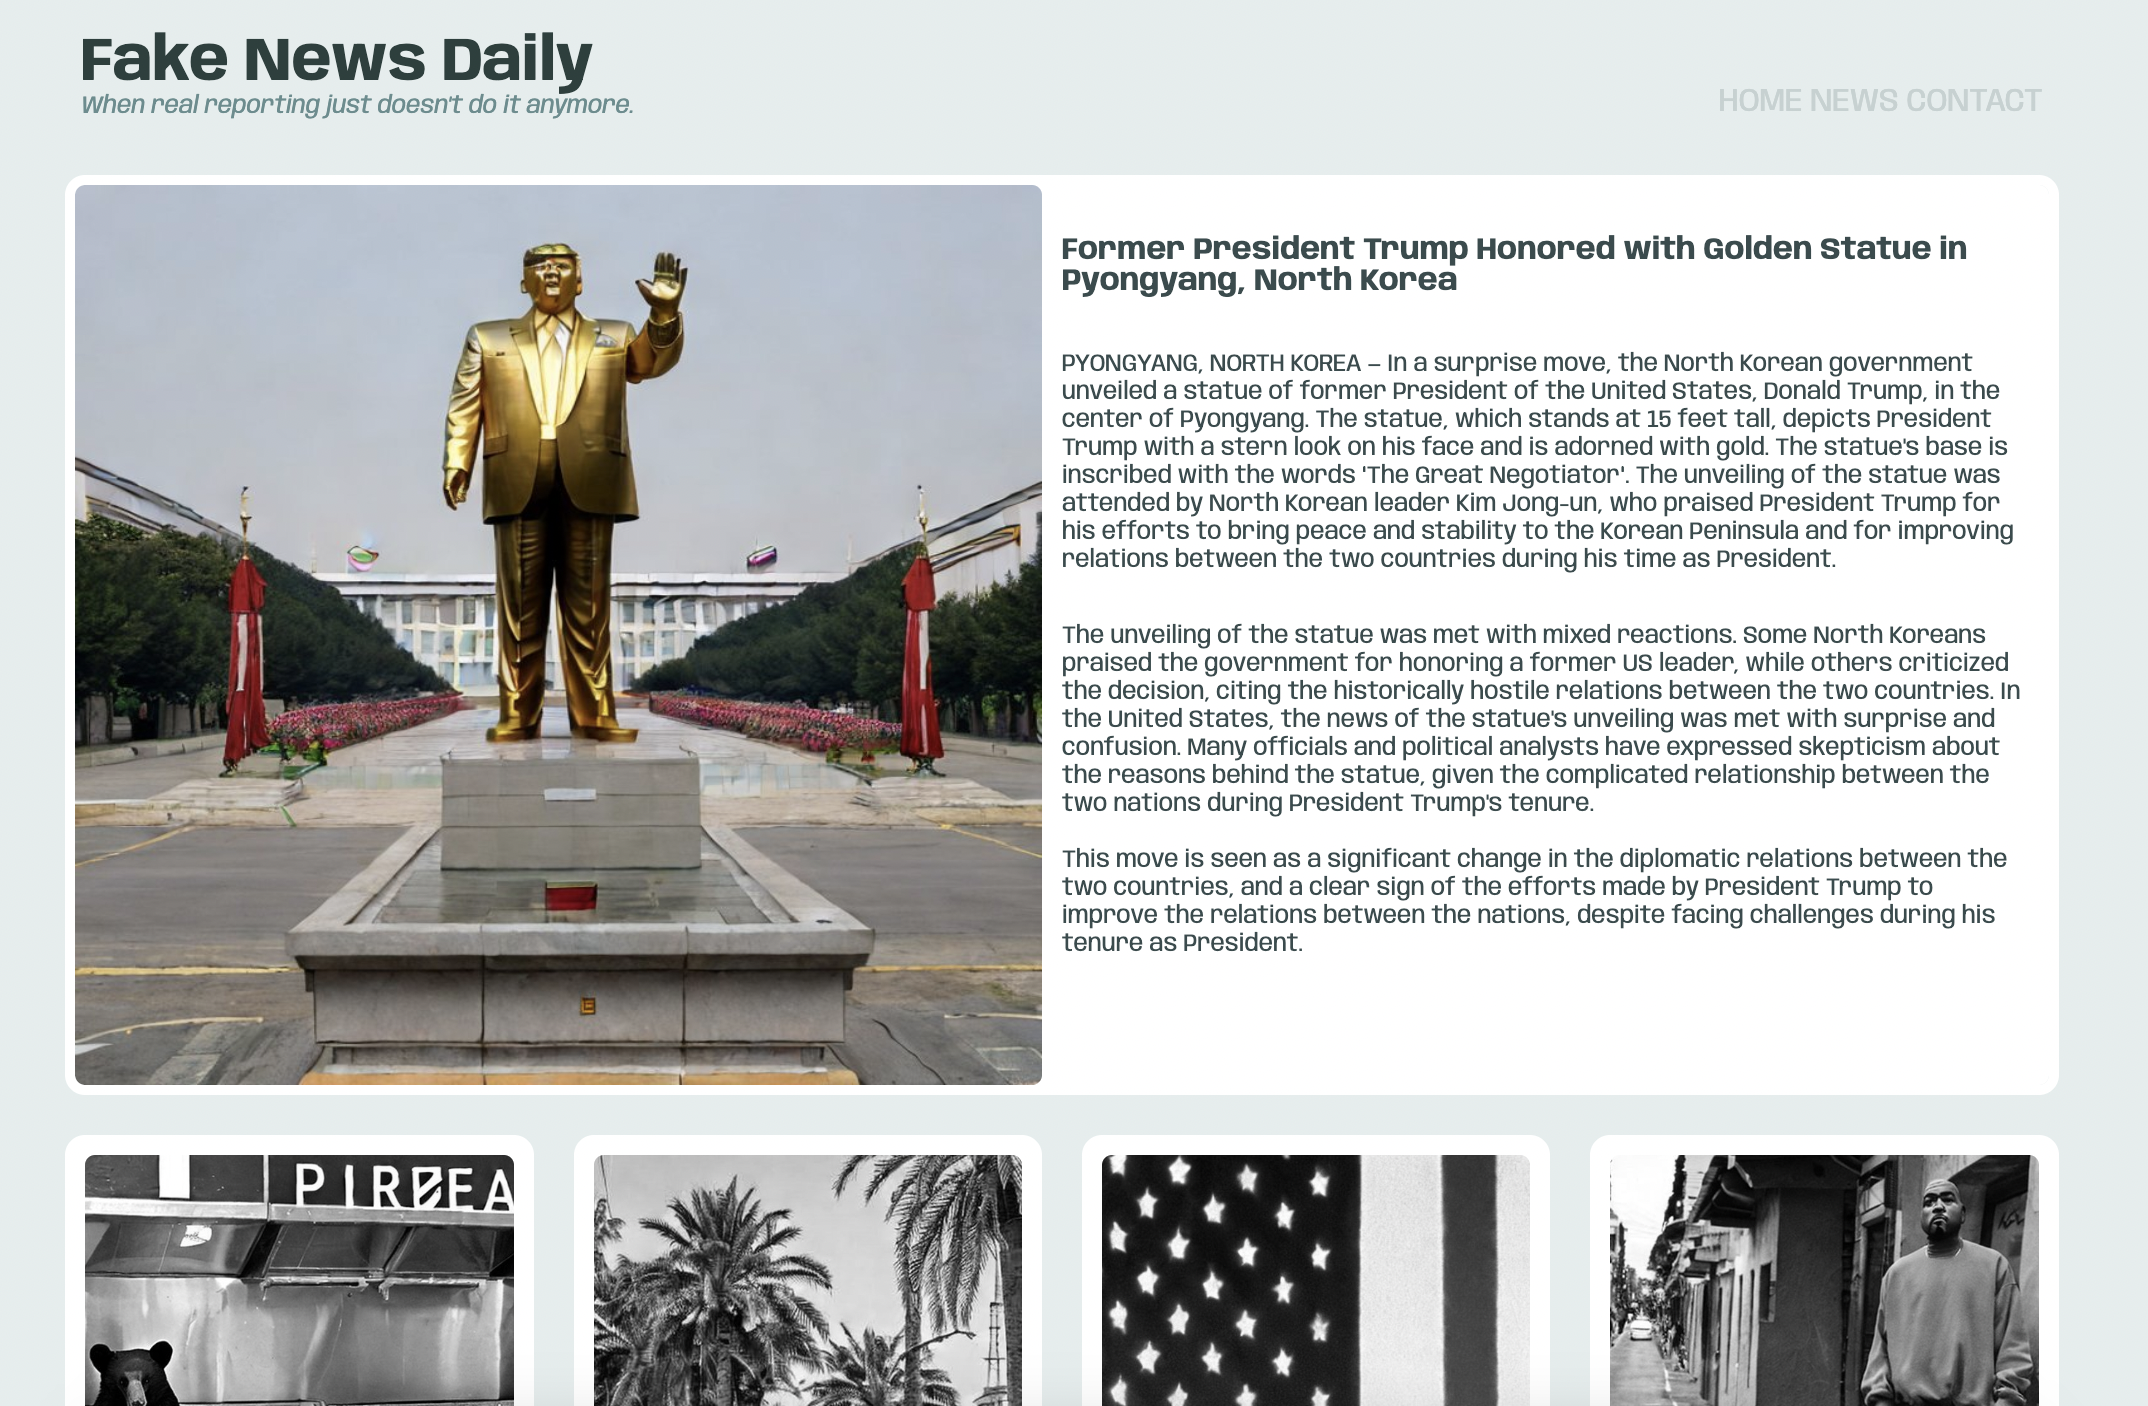 Fake News Daily
When real reporting just doesn't do it anymore.
HOME NEWS CONTACT
Former President Trump Honored with Golden Statue in
Pyongyang, North Korea
PYONGYANG, NORTH KOREA – In a surprise move, the North Korean government
unveiled a statue of former President of the United States, Donald Trump, in the
center of Pyongyang. The statue, which stands at 15 feet tall, depicts President
Trump with a stern look on his face and is adorned with gold. The statue's base is
inscribed with the words 'The Great Negotiator'. The unveiling of the statue was
attended by North Korean leader Kim Jong-un, who praised President Trump for
his efforts to bring peace and stability to the Korean Peninsula and for improving
relations between the two countries during his time as President.
The unveiling of the statue was met with mixed reactions. Some North Koreans
praised the government for honoring a former US leader, while others criticized
the decision, citing the historically hostile relations between the two countries. In
the United States, the news of the statue's unveiling was met with surprise and
confusion. Many officials and political analysts have expressed skepticism about
the reasons behind the statue, given the complicated relationship between the
two nations during President Trump's tenure.
This move is seen as a significant change in the diplomatic relations between the
two countries, and a clear sign of the efforts made by President Trump to
improve the relations between the nations, despite facing challenges during his
tenure as President.